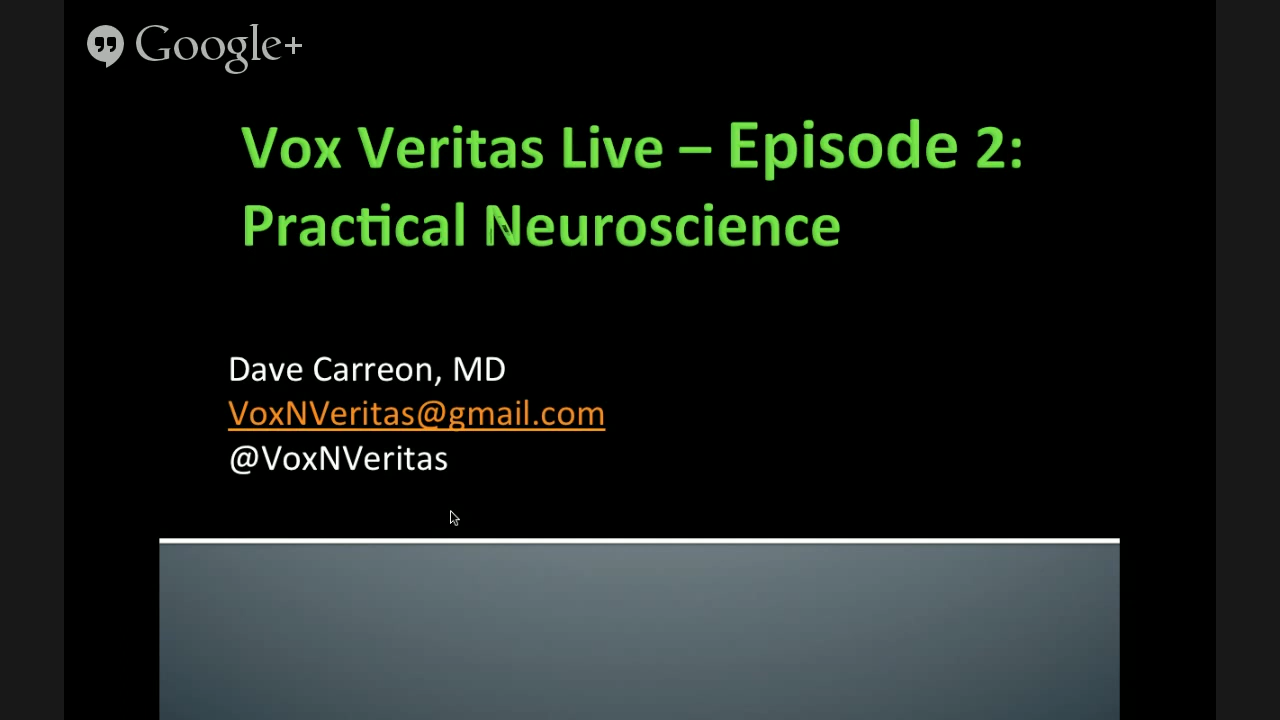 Google+
Vox Veritas Live – Episode 2:
Practical Neuroscience
Dave Carreon, MD
VoxNVeritas@gmail.com
@VoxNVeritas